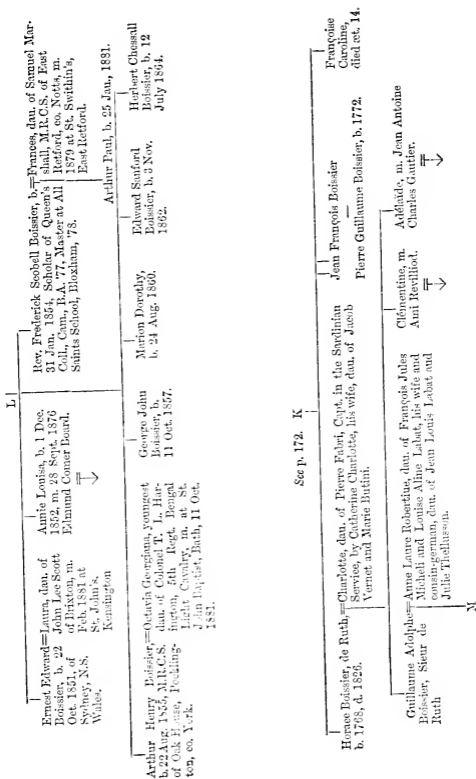 L
Ernest Edward=Laura, dau. of
Boissier, b. 22 John Lee Scott
Oct. 1851, of of Brixton, m.
Sydney, N.S. Feb. 1881 at
Wales. St. John's,
Kensington
Annie Louisa, b. 1 Dec.
1852, m. 28 Sept. 1876
Edmund Comer Board.
Rev. Frederick Scobell Boissier, b.=Frances, dau. of Samuel Mar-
31 Jan. 1854, Scholar of Queen's shall, M.R.C.S. of East
Coll., Cam., B.A. '77, Master at All Retford, co. Notts, m.
Saints School, Bloxham, '78. 1879 at St. Swithin's,
East Retford.
Arthur Paul, b. 25 Jan., 1881.
Arthur Henry Boissier,=Octavia Georgiana, youngest
b. 22 Aug. 1855, M.R.C.S. dau. of Colonel T. L. Har-
of Oak House, Pockling- ington, 5th Regt. Bengal
ton, co. York. Light Cavalry, m. at St.
John Baptist, Bath, 11 Oct.
1881.
George John
Boissier, b.
11 Oct. 1857.
Marion Dorothy,
b. 24 Aug. 1860.
Edward Sanford
Boissier, b. 3 Nov.
1862.
Herbert Chessall
Boissier, b. 12
July 1864.
See p. 172. K
Horace Boissier, de Ruth,=Charlotte, dau. of Pierre Fabri, Capt. in the Sardinian
b. 1768, d. 1826. Service, by Catherine Charlotte, his wife, dau. of Jacob
Vernet and Marie Butini.
Jean François Boissier
—
Pierre Guillaume Boissier, b. 1772.
Françoise
Caroline,
died æt. 14.
Guillaume Adolphe=Anne Laure Robertine, dau. of François Jules
Boissier, Sieur de Micheli and Louise Aline Labat, his wife and
Ruth cousin-german, dau. of Jean Louis Labat and
Julie Thellusson.
M
Clémentine, m.
Ami Revilliod.
Adélaïde, m. Jean Antoine
Charles Gautier.